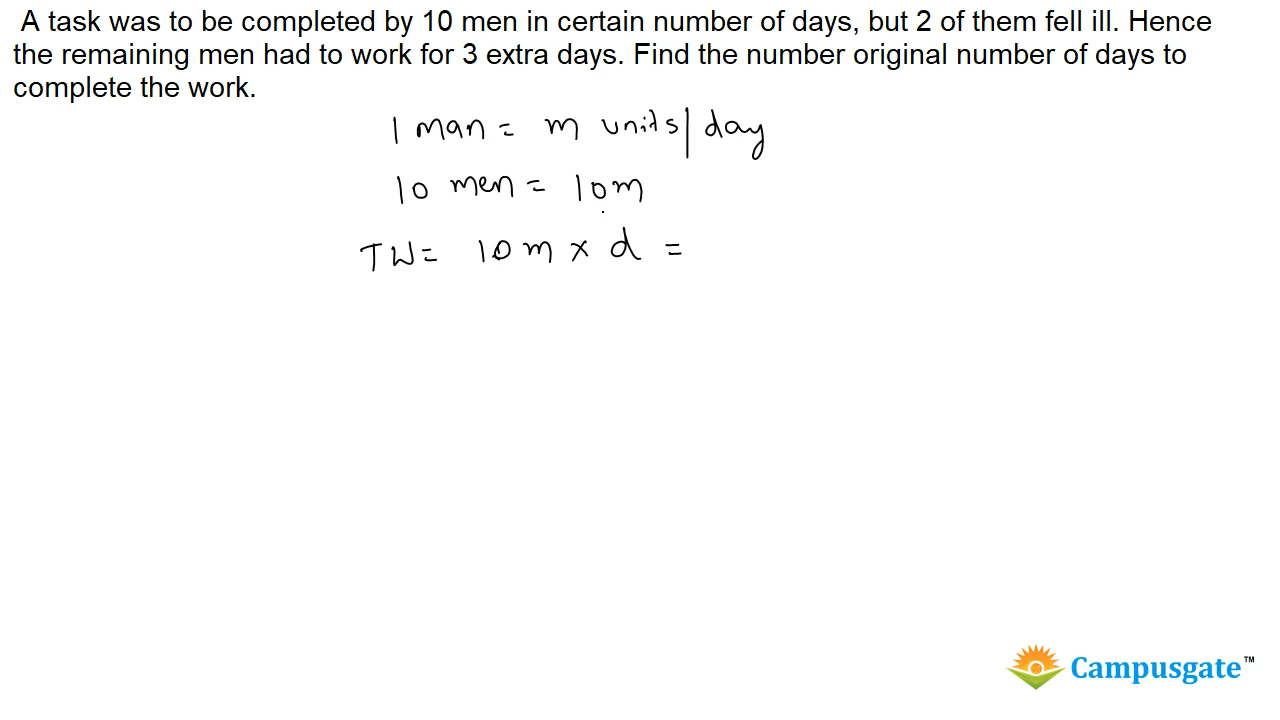 A task was to be completed by 10 men in certain number of days, but 2 of them fell ill. Hence
the remaining men had to work for 3 extra days. Find the number original number of days to
complete the work.
1 man = m units/day
10 men = 10m
TW = 10m × d =
Campusgate™